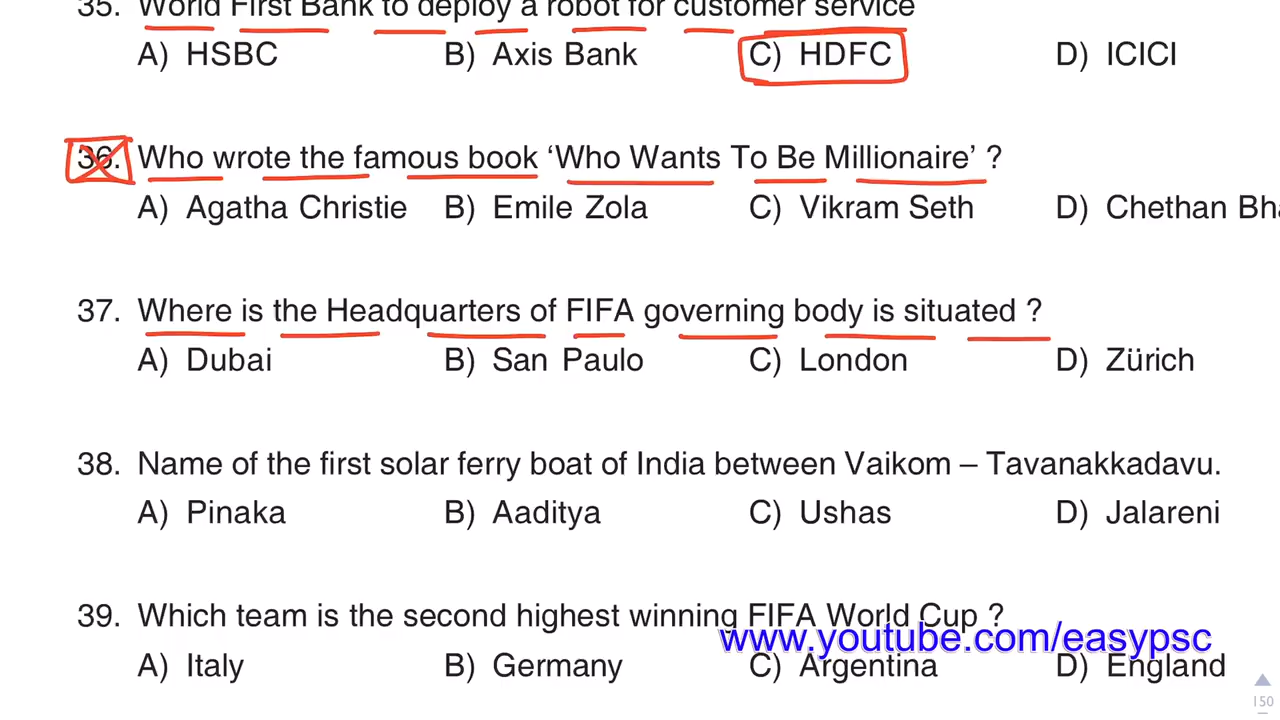 35. World First Bank to deploy a robot for customer service
A) HSBC B) Axis Bank C) HDFC D) ICICI
36. Who wrote the famous book ‘Who Wants To Be Millionaire’ ?
A) Agatha Christie B) Emile Zola C) Vikram Seth D) Chethan Bha
37. Where is the Headquarters of FIFA governing body is situated ?
A) Dubai B) San Paulo C) London D) Zürich
38. Name of the first solar ferry boat of India between Vaikom – Tavanakkadavu.
A) Pinaka B) Aaditya C) Ushas D) Jalareni
39. Which team is the second highest winning FIFA World Cup ?
www.youtube.com/easypsc
A) Italy B) Germany C) Argentina D) England
150